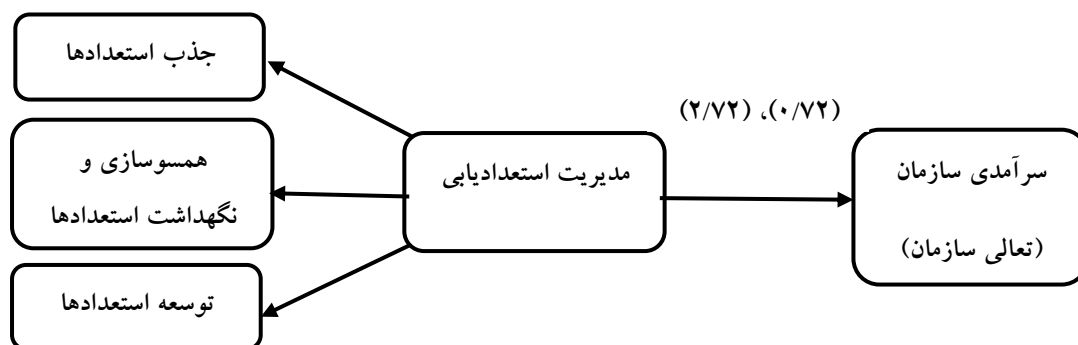 جذب استعدادها
(۰/۷۲)، (۲/۷۲)
همسوسازی و
نگهداشت استعدادها
مدیریت استعدادیابی
سرآمدی سازمان
(تعالی سازمان)
توسعه استعدادها